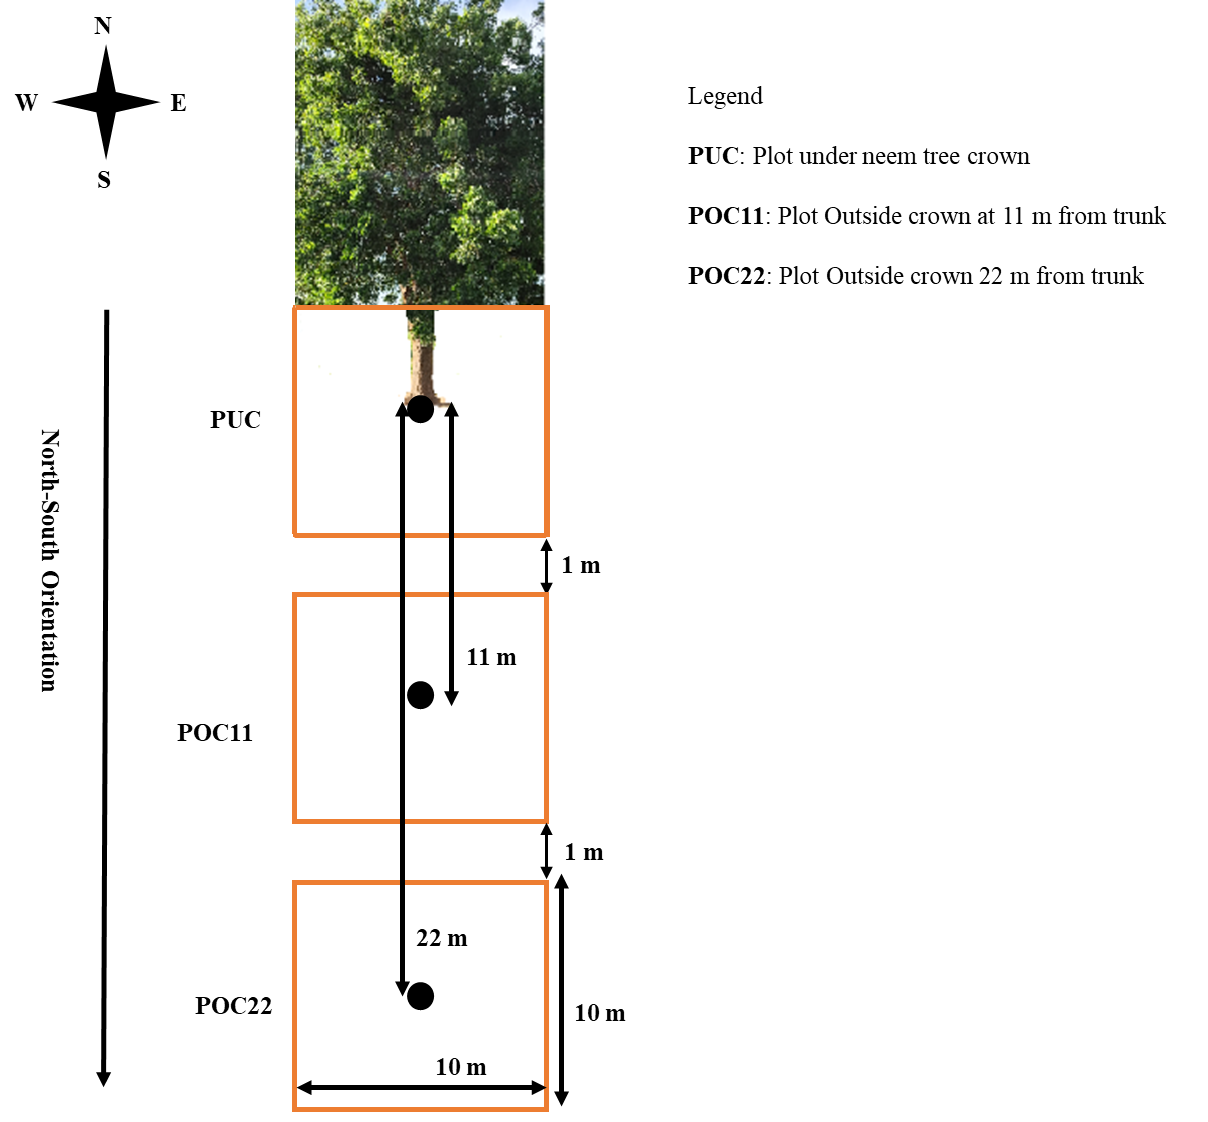 N
W
E
S
Legend
PUC: Plot under neem tree crown
POC11: Plot Outside crown at 11 m from trunk
POC22: Plot Outside crown 22 m from trunk
North-South Orientation
PUC
1 m
11 m
POC11
1 m
22 m
POC22
10 m
10 m